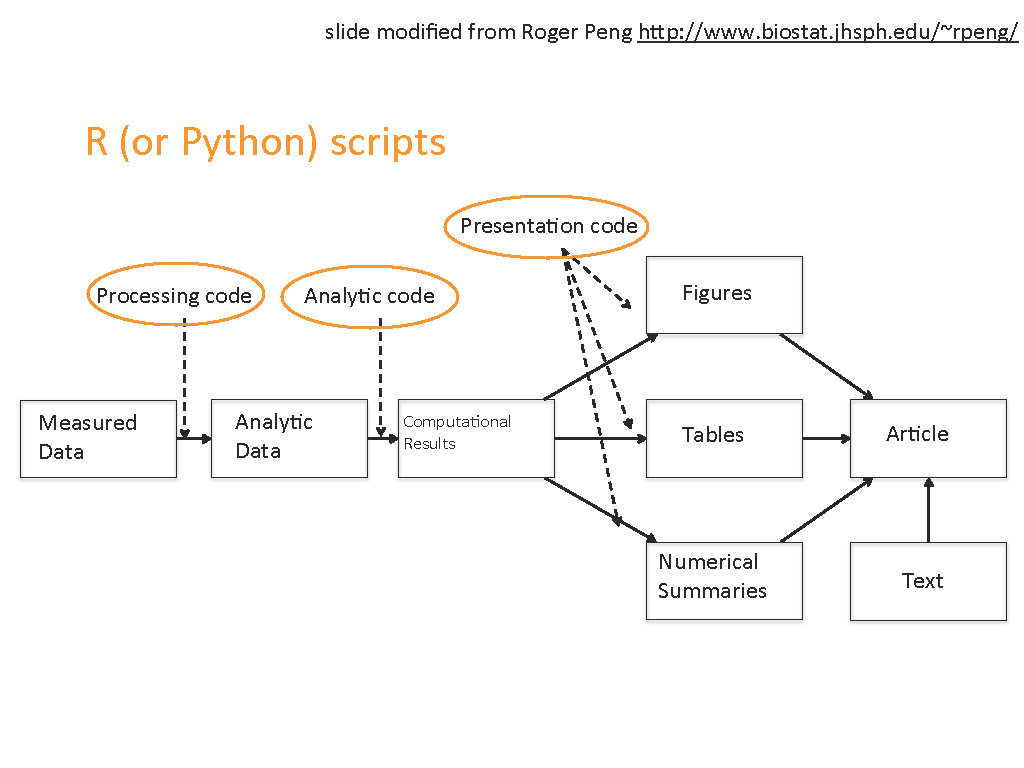 slide modified from Roger Peng http://www.biostat.jhsph.edu/~rpeng/
R (or Python) scripts
Presentation code
Processing code
Analytic code
Figures
Measured
Data
Analytic
Data
Computational
Results
Tables
Article
Numerical
Summaries
Text